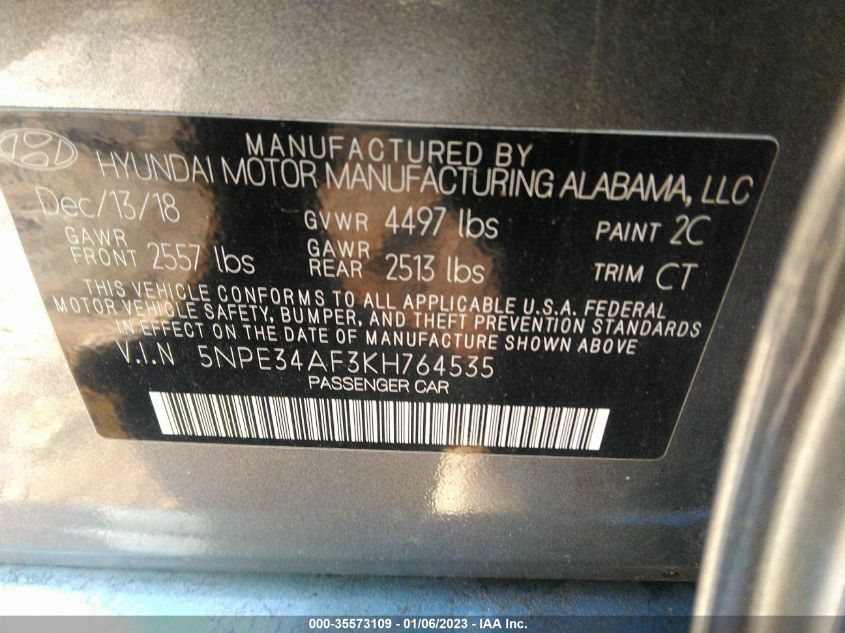 MANUFACTURED BY
HYUNDAI MOTOR MANUFACTURING ALABAMA, LLC
Dec/13/18 GVWR 4497 lbs PAINT 2C
GAWR FRONT 2557 lbs GAWR REAR 2513 lbs TRIM CT
THIS VEHICLE CONFORMS TO ALL APPLICABLE U.S.A. FEDERAL
MOTOR VEHICLE SAFETY, BUMPER, AND THEFT PREVENTION STANDARDS
IN EFFECT ON THE DATE OF MANUFACTURE SHOWN ABOVE
V.I.N 5NPE34AF3KH764535
PASSENGER CAR
000-35573109 | 01/06/2023 - © IAA Inc.